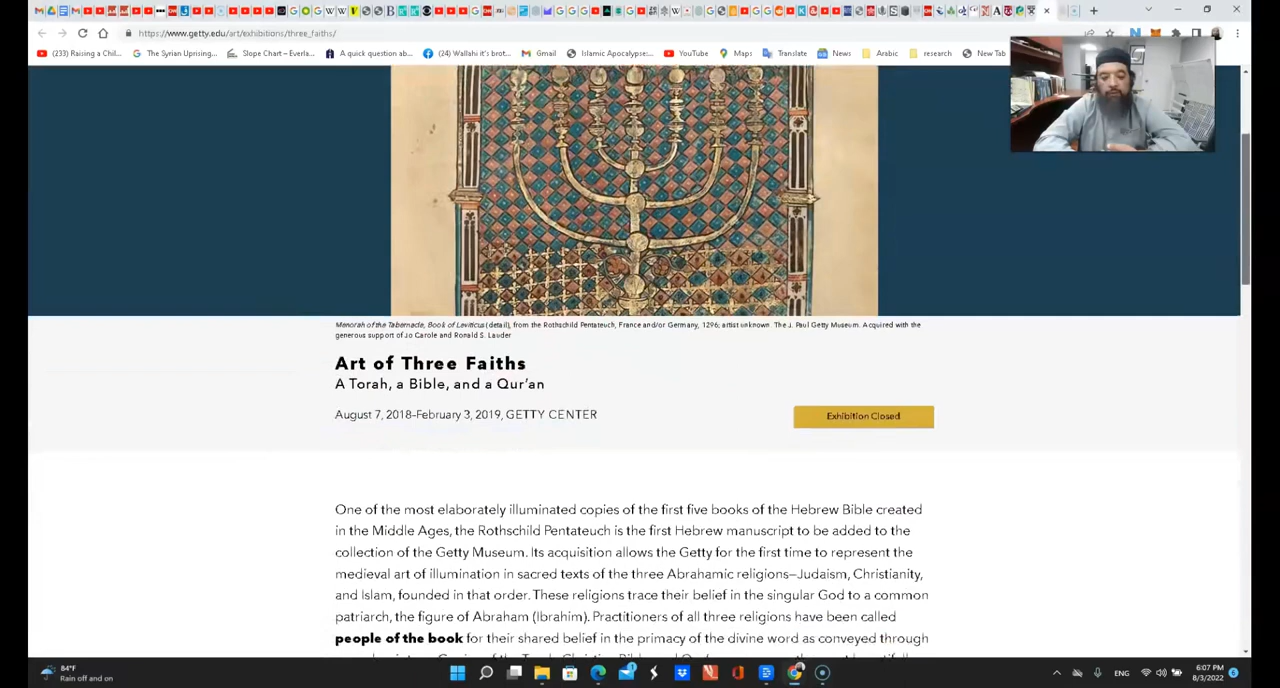 https://www.getty.edu/art/exhibitions/three_faiths/
(233) Raising a Chil...
The Syrian Uprising...
Slope Chart – Everla...
A quick question ab...
(24) Wallahi it's brot...
Gmail
Islamic Apocalypse:...
YouTube
Maps
Translate
News
Arabic
research
New Tab
Menorah of the Tabernacle, Book of Leviticus (detail), from the Rothschild Pentateuch, France and/or Germany, 1296; artist unknown. The J. Paul Getty Museum. Acquired with the
generous support of Jo Carole and Ronald S. Lauder
Art of Three Faiths
A Torah, a Bible, and a Qur'an
August 7, 2018–February 3, 2019, GETTY CENTER
Exhibition Closed
One of the most elaborately illuminated copies of the first five books of the Hebrew Bible created
in the Middle Ages, the Rothschild Pentateuch is the first Hebrew manuscript to be added to the
collection of the Getty Museum. Its acquisition allows the Getty for the first time to represent the
medieval art of illumination in sacred texts of the three Abrahamic religions—Judaism, Christianity,
and Islam, founded in that order. These religions trace their belief in the singular God to a common
patriarch, the figure of Abraham (Ibrahim). Practitioners of all three religions have been called
people of the book for their shared belief in the primacy of the divine word as conveyed through
84°F
Rain off and on
ENG
6:07 PM
8/3/2022